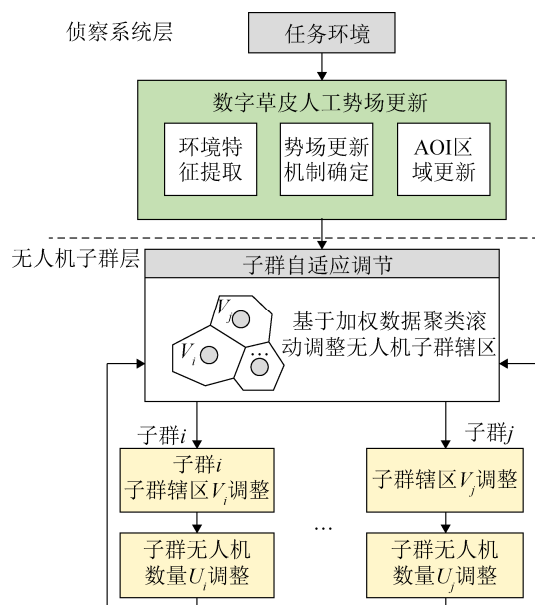 侦察系统层
任务环境
数字草皮人工势场更新
环境特
征提取
势场更新
机制确定
AOI区
域更新
无人机子群层
子群自适应调节
V_j
V_i
...
基于加权数据聚类滚
动调整无人机子群辖区
子群i
子群j
子群i
子群辖区V_i调整
子群辖区V_j调整
...
子群无人机
数量U_i调整
子群无人机
数量U_j调整